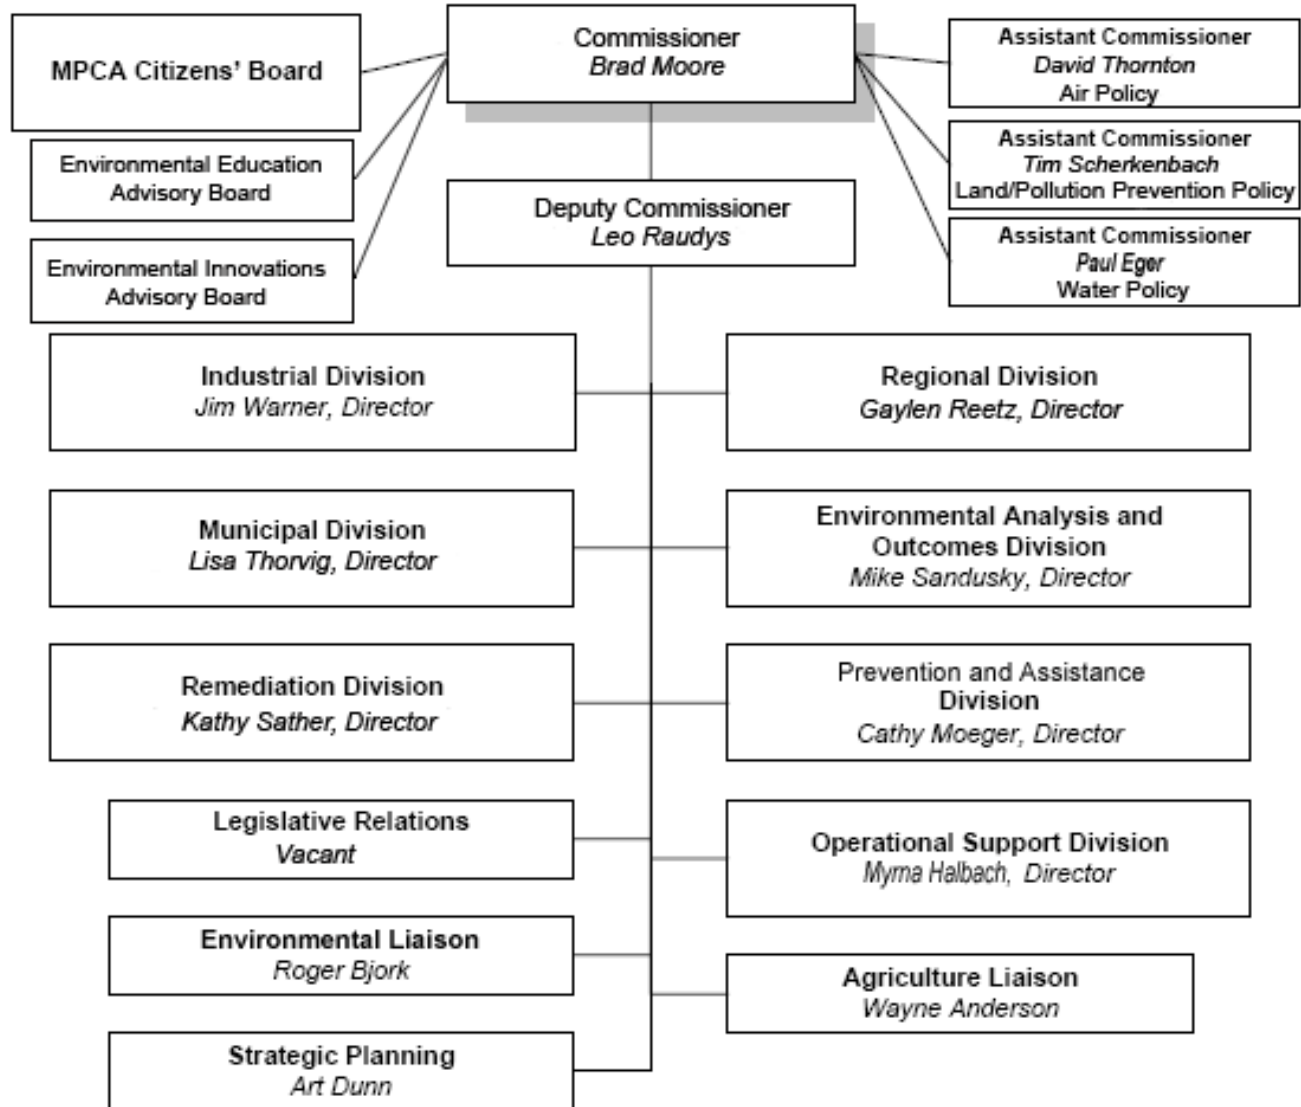 MPCA Citizens' Board
Commissioner
Brad Moore
Assistant Commissioner
David Thornton
Air Policy
Environmental Education
Advisory Board
Assistant Commissioner
Tim Scherkenbach
Land/Pollution Prevention Policy
Deputy Commissioner
Leo Raudys
Environmental Innovations
Advisory Board
Assistant Commissioner
Paul Eger
Water Policy
Industrial Division
Jim Warner, Director
Regional Division
Gaylen Reetz, Director
Municipal Division
Lisa Thorvig, Director
Environmental Analysis and
Outcomes Division
Mike Sandusky, Director
Remediation Division
Kathy Sather, Director
Prevention and Assistance
Division
Cathy Moeger, Director
Legislative Relations
Vacant
Operational Support Division
Myrna Halbach, Director
Environmental Liaison
Roger Bjork
Agriculture Liaison
Wayne Anderson
Strategic Planning
Art Dunn